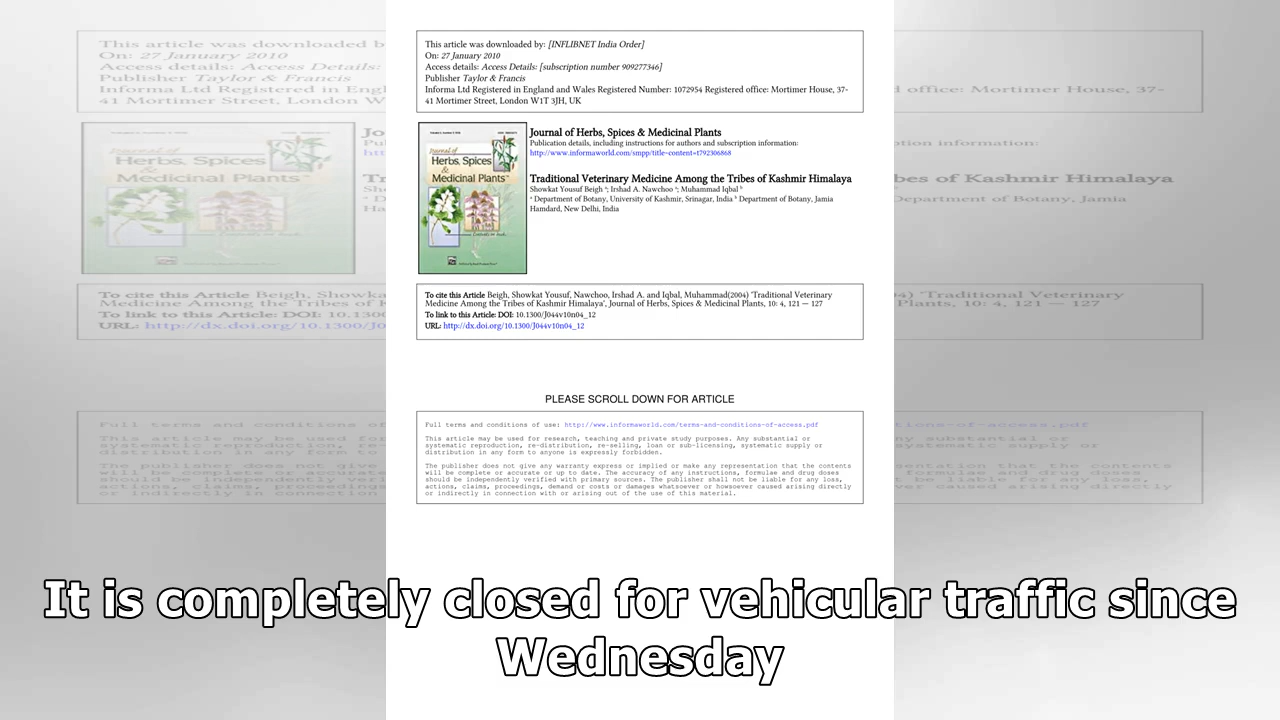 This article was downloaded by: [INFLIBNET India Order]
On: 27 January 2010
Access details: Access Details: [subscription number 909277346]
Publisher Taylor & Francis
Informa Ltd Registered in England and Wales Registered Number: 1072954 Registered office: Mortimer House, 37-
41 Mortimer Street, London W1T 3JH, UK
Journal of
Herbs, Spices
&
Medicinal Plants
Journal of Herbs, Spices & Medicinal Plants
Publication details, including instructions for authors and subscription information:
http://www.informaworld.com/smpp/title~content=t792306868
Traditional Veterinary Medicine Among the Tribes of Kashmir Himalaya
Showkat Yousuf Beigh a; Irshad A. Nawchoo a; Muhammad Iqbal b
a Department of Botany, University of Kashmir, Srinagar, India b Department of Botany, Jamia
Hamdard, New Delhi, India
To cite this Article Beigh, Showkat Yousuf, Nawchoo, Irshad A. and Iqbal, Muhammad(2004) 'Traditional Veterinary
Medicine Among the Tribes of Kashmir Himalaya', Journal of Herbs, Spices & Medicinal Plants, 10: 4, 121 — 127
To link to this Article: DOI: 10.1300/J044v10n04_12
URL: http://dx.doi.org/10.1300/J044v10n04_12
PLEASE SCROLL DOWN FOR ARTICLE
Full terms and conditions of use: http://www.informaworld.com/terms-and-conditions-of-access.pdf
This article may be used for research, teaching and private study purposes. Any substantial or
systematic reproduction, re-distribution, re-selling, loan or sub-licensing, systematic supply or
distribution in any form to anyone is expressly forbidden.
The publisher does not give any warranty express or implied or make any representation that the contents
will be complete or accurate or up to date. The accuracy of any instructions, formulae and drug doses
should be independently verified with primary sources. The publisher shall not be liable for any loss,
actions, claims, proceedings, demand or costs or damages whatsoever or howsoever caused arising directly
or indirectly in connection with or arising out of the use of this material.
It is completely closed for vehicular traffic since
Wednesday